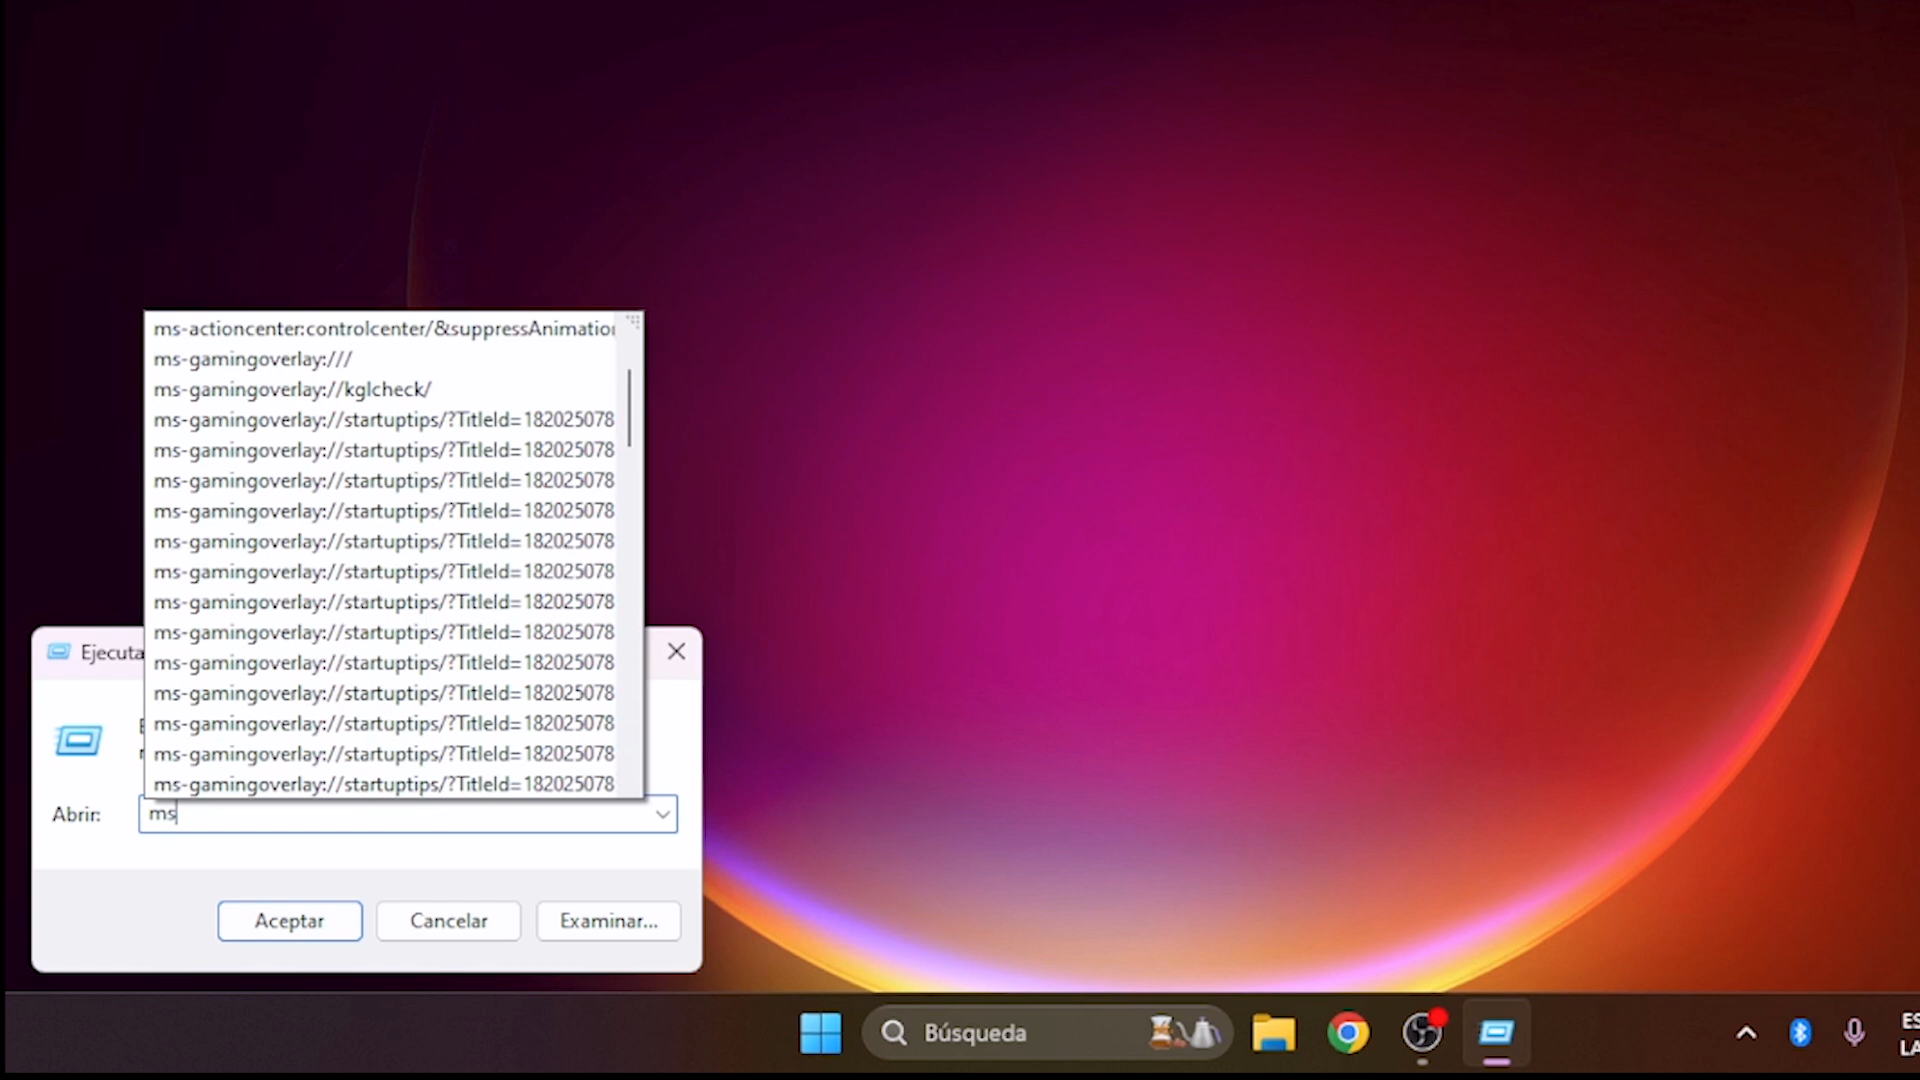 ms-actioncenter:controlcenter/&suppressAnimation
ms-gamingoverlay:///
ms-gamingoverlay://kglcheck/
ms-gamingoverlay://startuptips/?TitleId=182025078
ms-gamingoverlay://startuptips/?TitleId=182025078
ms-gamingoverlay://startuptips/?TitleId=182025078
ms-gamingoverlay://startuptips/?TitleId=182025078
ms-gamingoverlay://startuptips/?TitleId=182025078
ms-gamingoverlay://startuptips/?TitleId=182025078
ms-gamingoverlay://startuptips/?TitleId=182025078
ms-gamingoverlay://startuptips/?TitleId=182025078
ms-gamingoverlay://startuptips/?TitleId=182025078
ms-gamingoverlay://startuptips/?TitleId=182025078
ms-gamingoverlay://startuptips/?TitleId=182025078
ms-gamingoverlay://startuptips/?TitleId=182025078
ms-gamingoverlay://startuptips/?TitleId=182025078
Ejecuta
Abrir: ms
Aceptar Cancelar Examinar...
Búsqueda
ES
LA